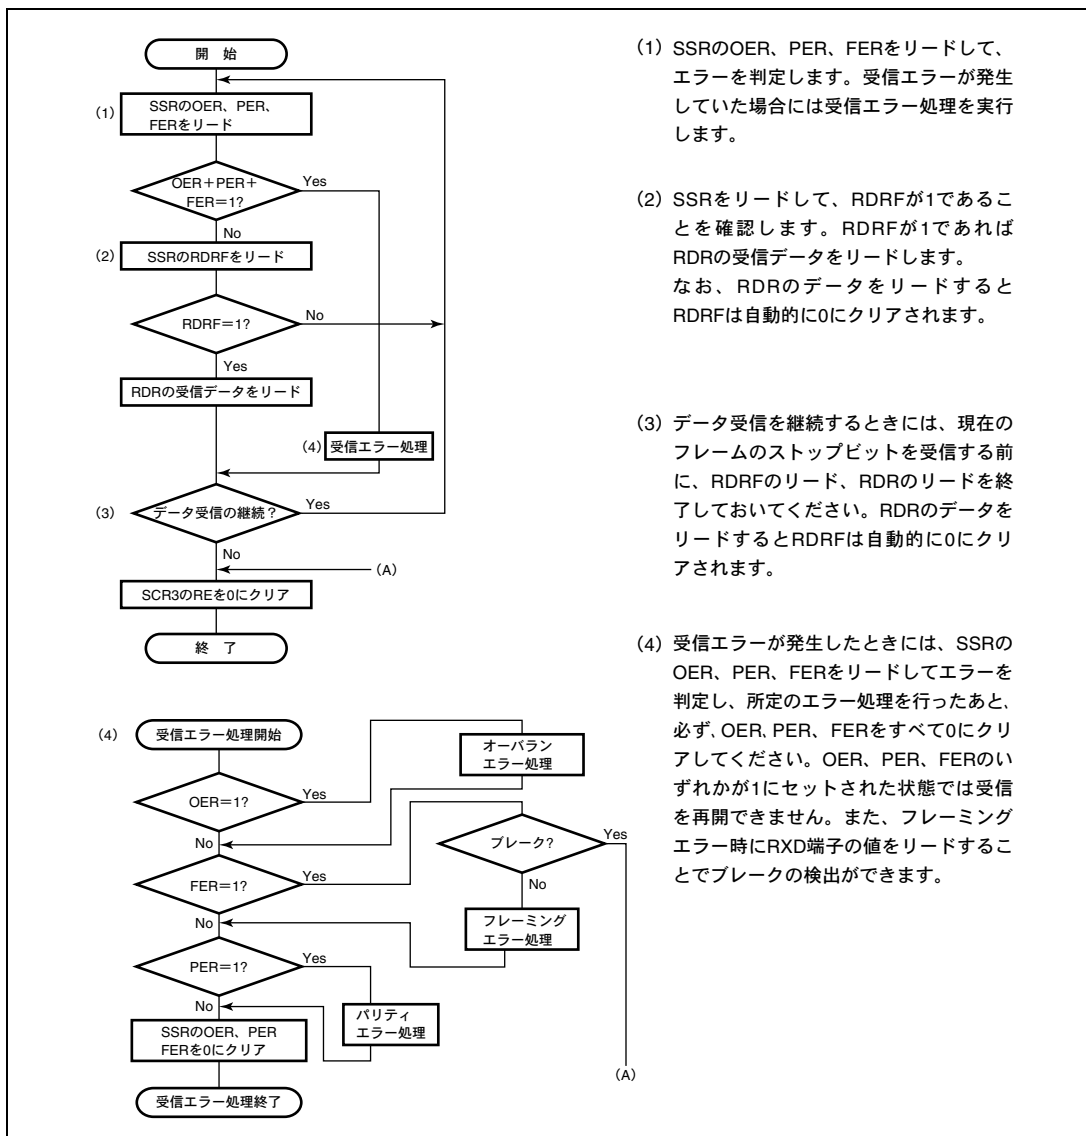 開　始
(1)
SSRのOER、PER、
FERをリード
OER＋PER＋
FER＝1?
Yes
No
(2)
SSRのRDRFをリード
RDRF＝1?
No
Yes
RDRの受信データをリード
(4)
受信エラー処理
(3)
データ受信の継続？
Yes
No
(A)
SCR3のREを0にクリア
終　了
(4)
受信エラー処理開始
OER＝1?
Yes
No
オーバラン
エラー処理
FER＝1?
Yes
No
ブレーク?
Yes
No
フレーミング
エラー処理
PER＝1?
Yes
No
パリティ
エラー処理
SSRのOER、PER
FERを0にクリア
(A)
受信エラー処理終了
(1) SSRのOER、PER、FERをリードして、
エラーを判定します。受信エラーが発生
していた場合には受信エラー処理を実行
します。
(2) SSRをリードして、RDRFが1であるこ
とを確認します。RDRFが1であれば
RDRの受信データをリードします。
なお、RDRのデータをリードすると
RDRFは自動的に0にクリアされます。
(3) データ受信を継続するときには、現在の
フレームのストップビットを受信する前
に、RDRFのリード、RDRのリードを終
了しておいてください。RDRのデータを
リードするとRDRFは自動的に0にクリ
アされます。
(4) 受信エラーが発生したときには、SSRの
OER、PER、FERをリードしてエラーを
判定し、所定のエラー処理を行ったあと、
必ず、OER、PER、FERをすべて0にクリ
アしてください。OER、PER、FERのい
ずれかが1にセットされた状態では受信
を再開できません。また、フレーミング
エラー時にRXD端子の値をリードするこ
とでブレークの検出ができます。